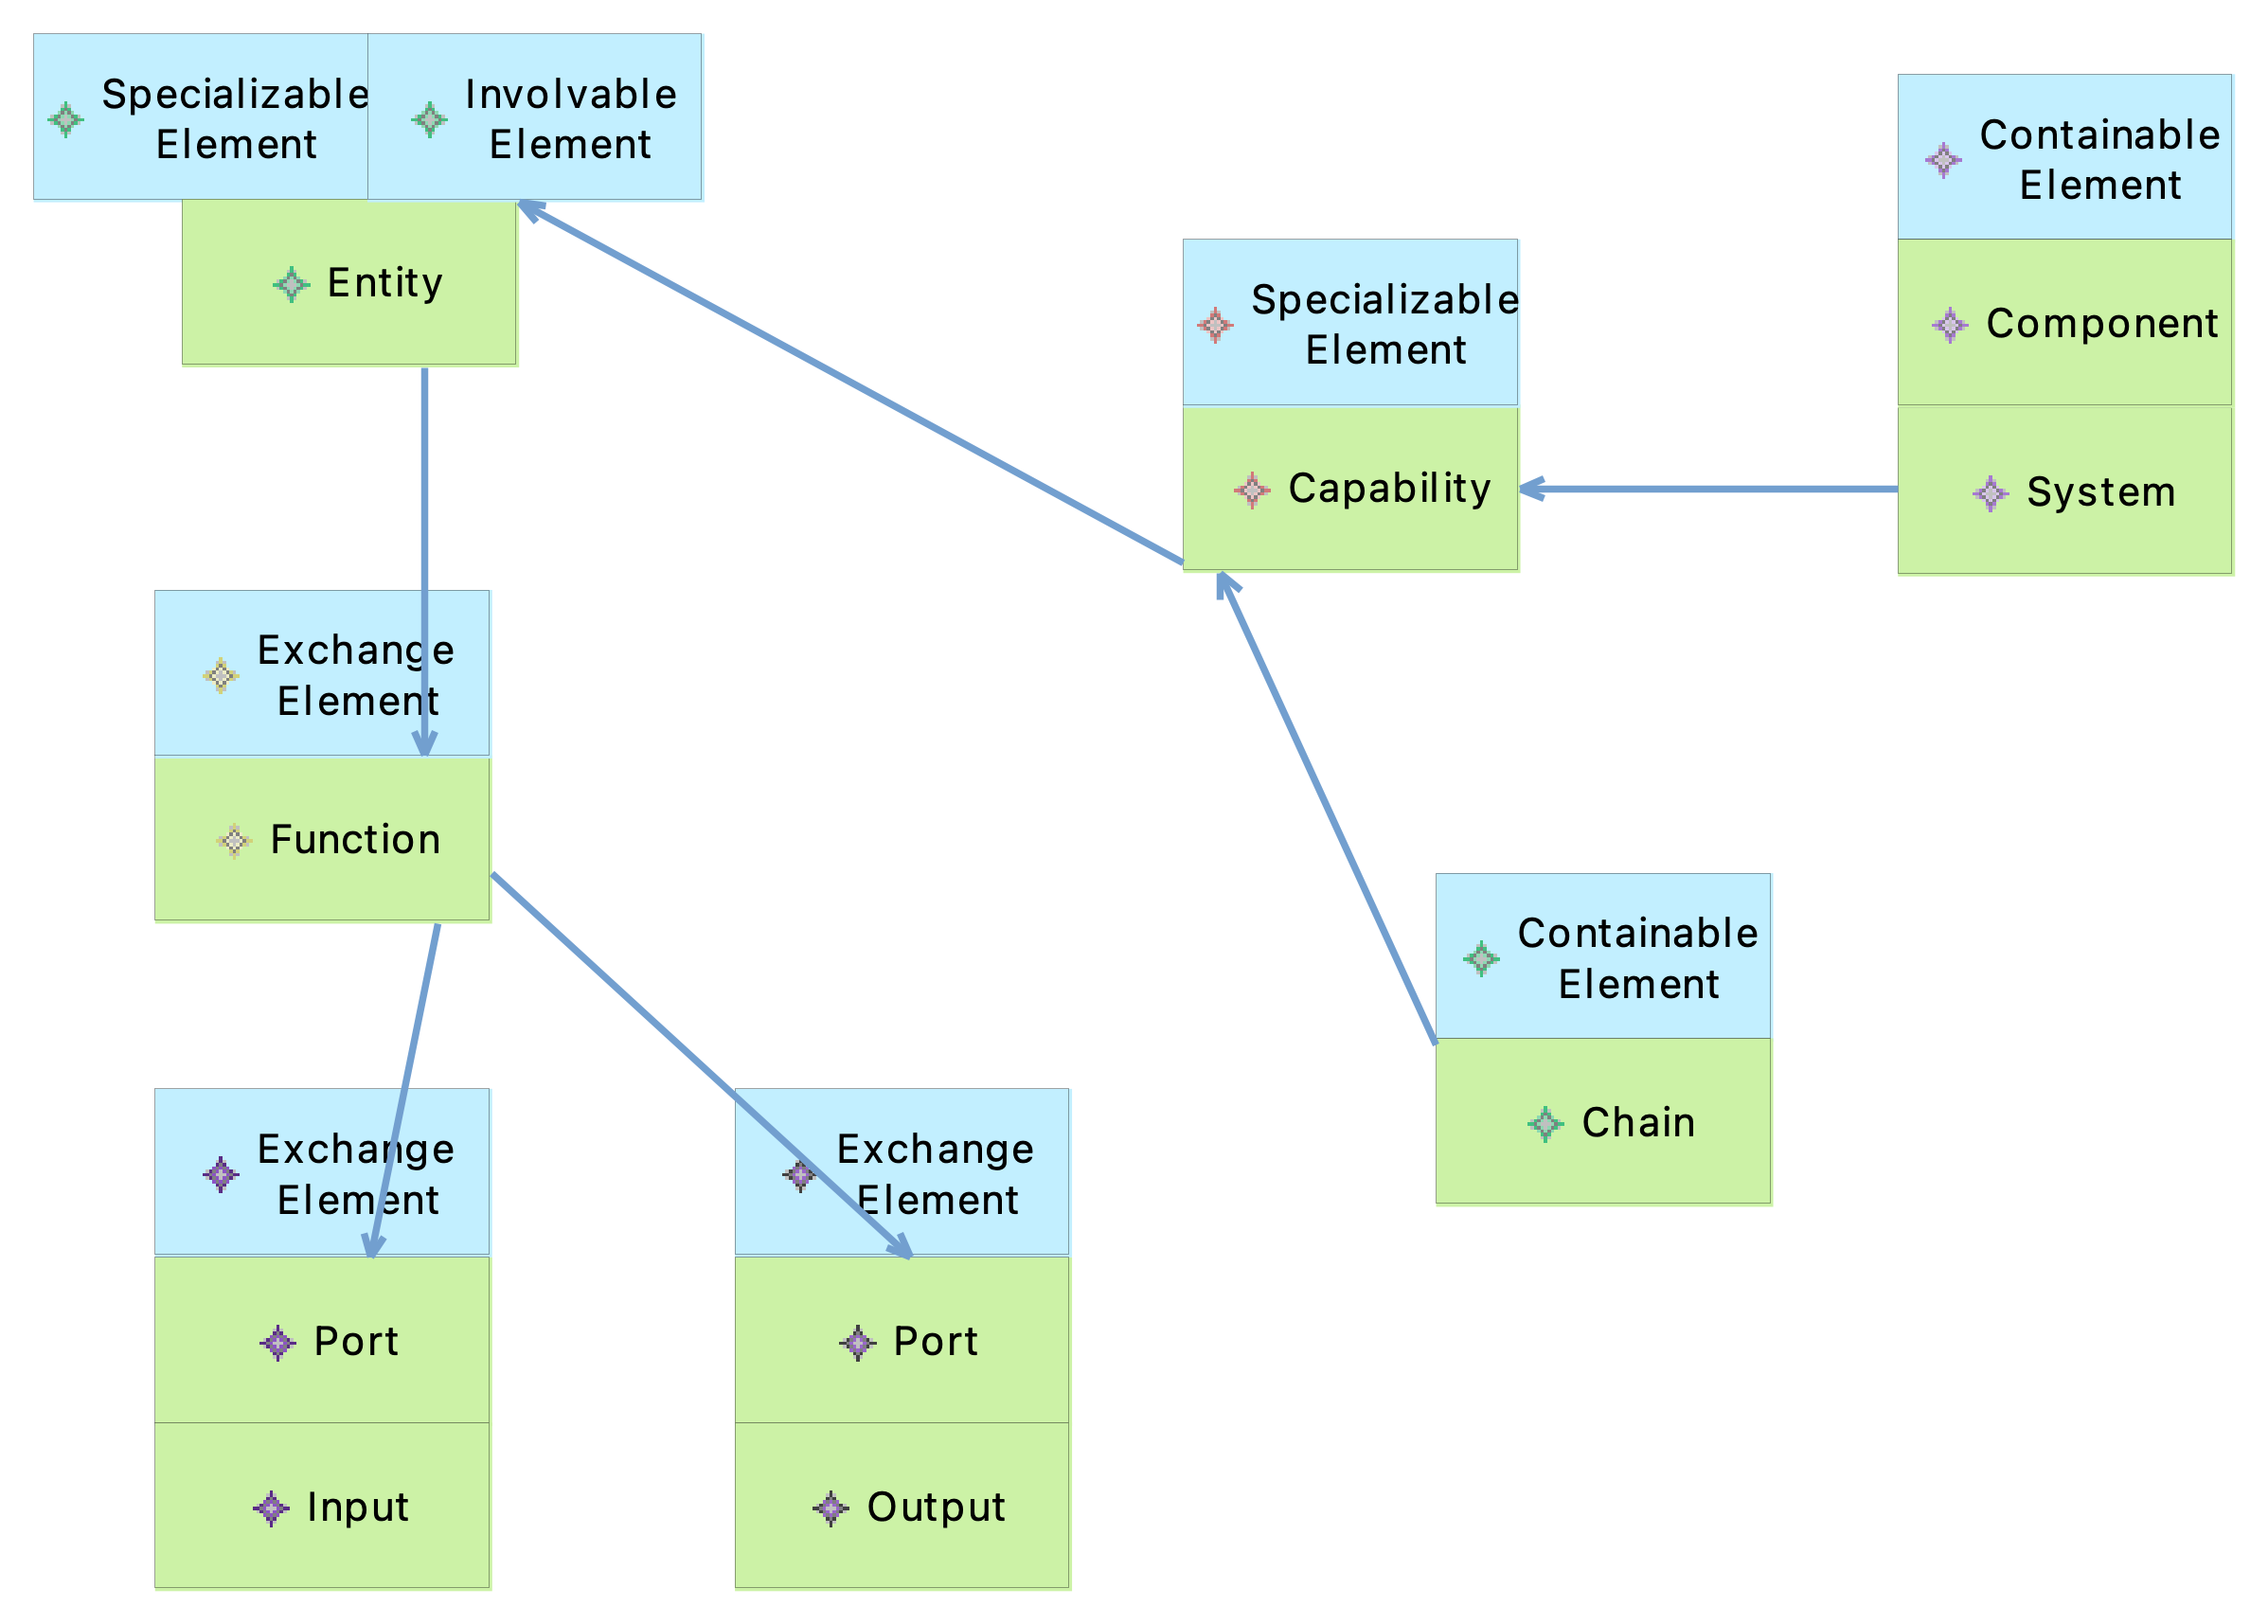 Specializable
Element
Involvable
Element
Entity
Containable
Element
Component
System
Specializable
Element
Capability
Exchange
Element
Function
Containable
Element
Chain
Exchange
Element
Port
Input
Exchange
Element
Port
Output